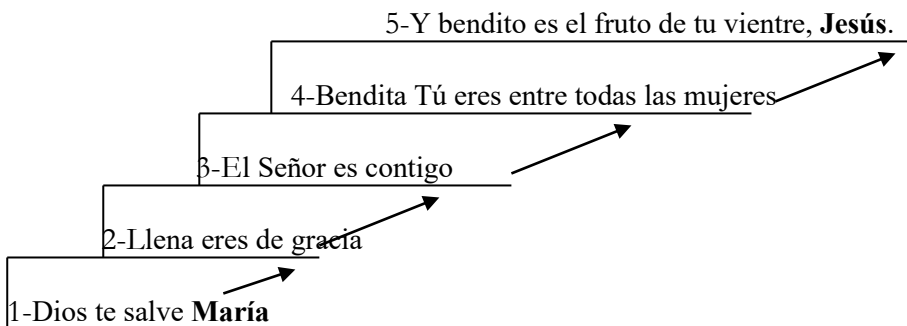 5-Y bendito es el fruto de tu vientre, Jesús.
4-Bendita Tú eres entre todas las mujeres
3-El Señor es contigo
2-Llena eres de gracia
1-Dios te salve María